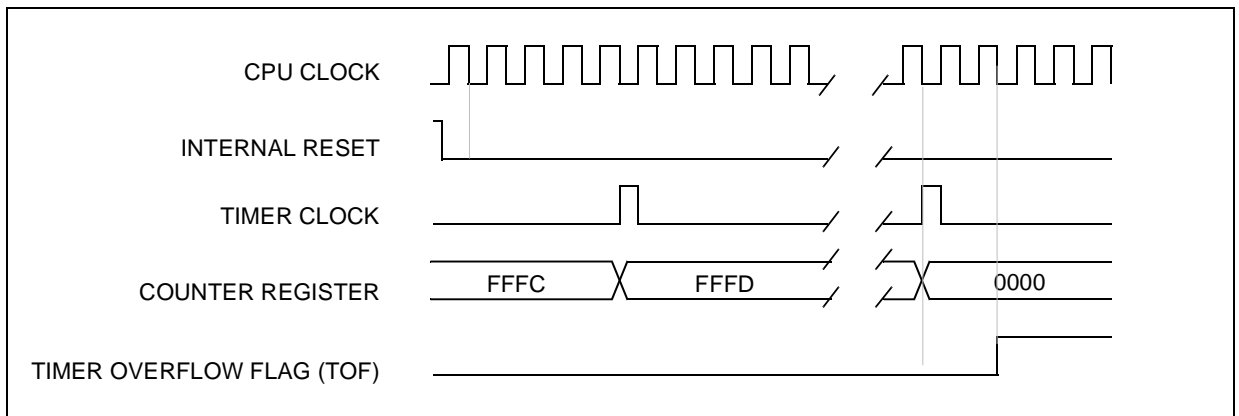 CPU CLOCK
INTERNAL RESET
TIMER CLOCK
COUNTER REGISTER FFFC FFFD 0000
TIMER OVERFLOW FLAG (TOF)